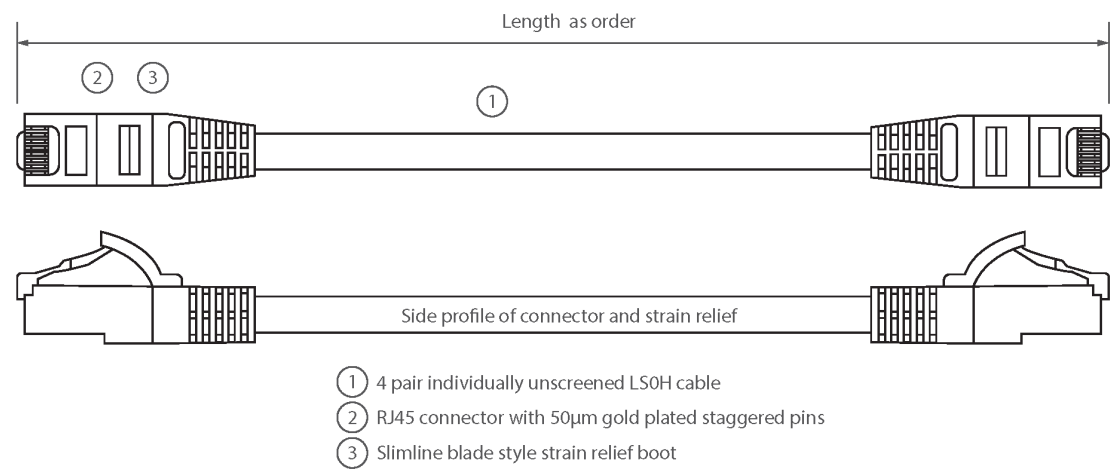 Length as order
2 3
1
Side profile of connector and strain relief
1 4 pair individually unscreened LS0H cable
2 RJ45 connector with 50µm gold plated staggered pins
3 Slimline blade style strain relief boot